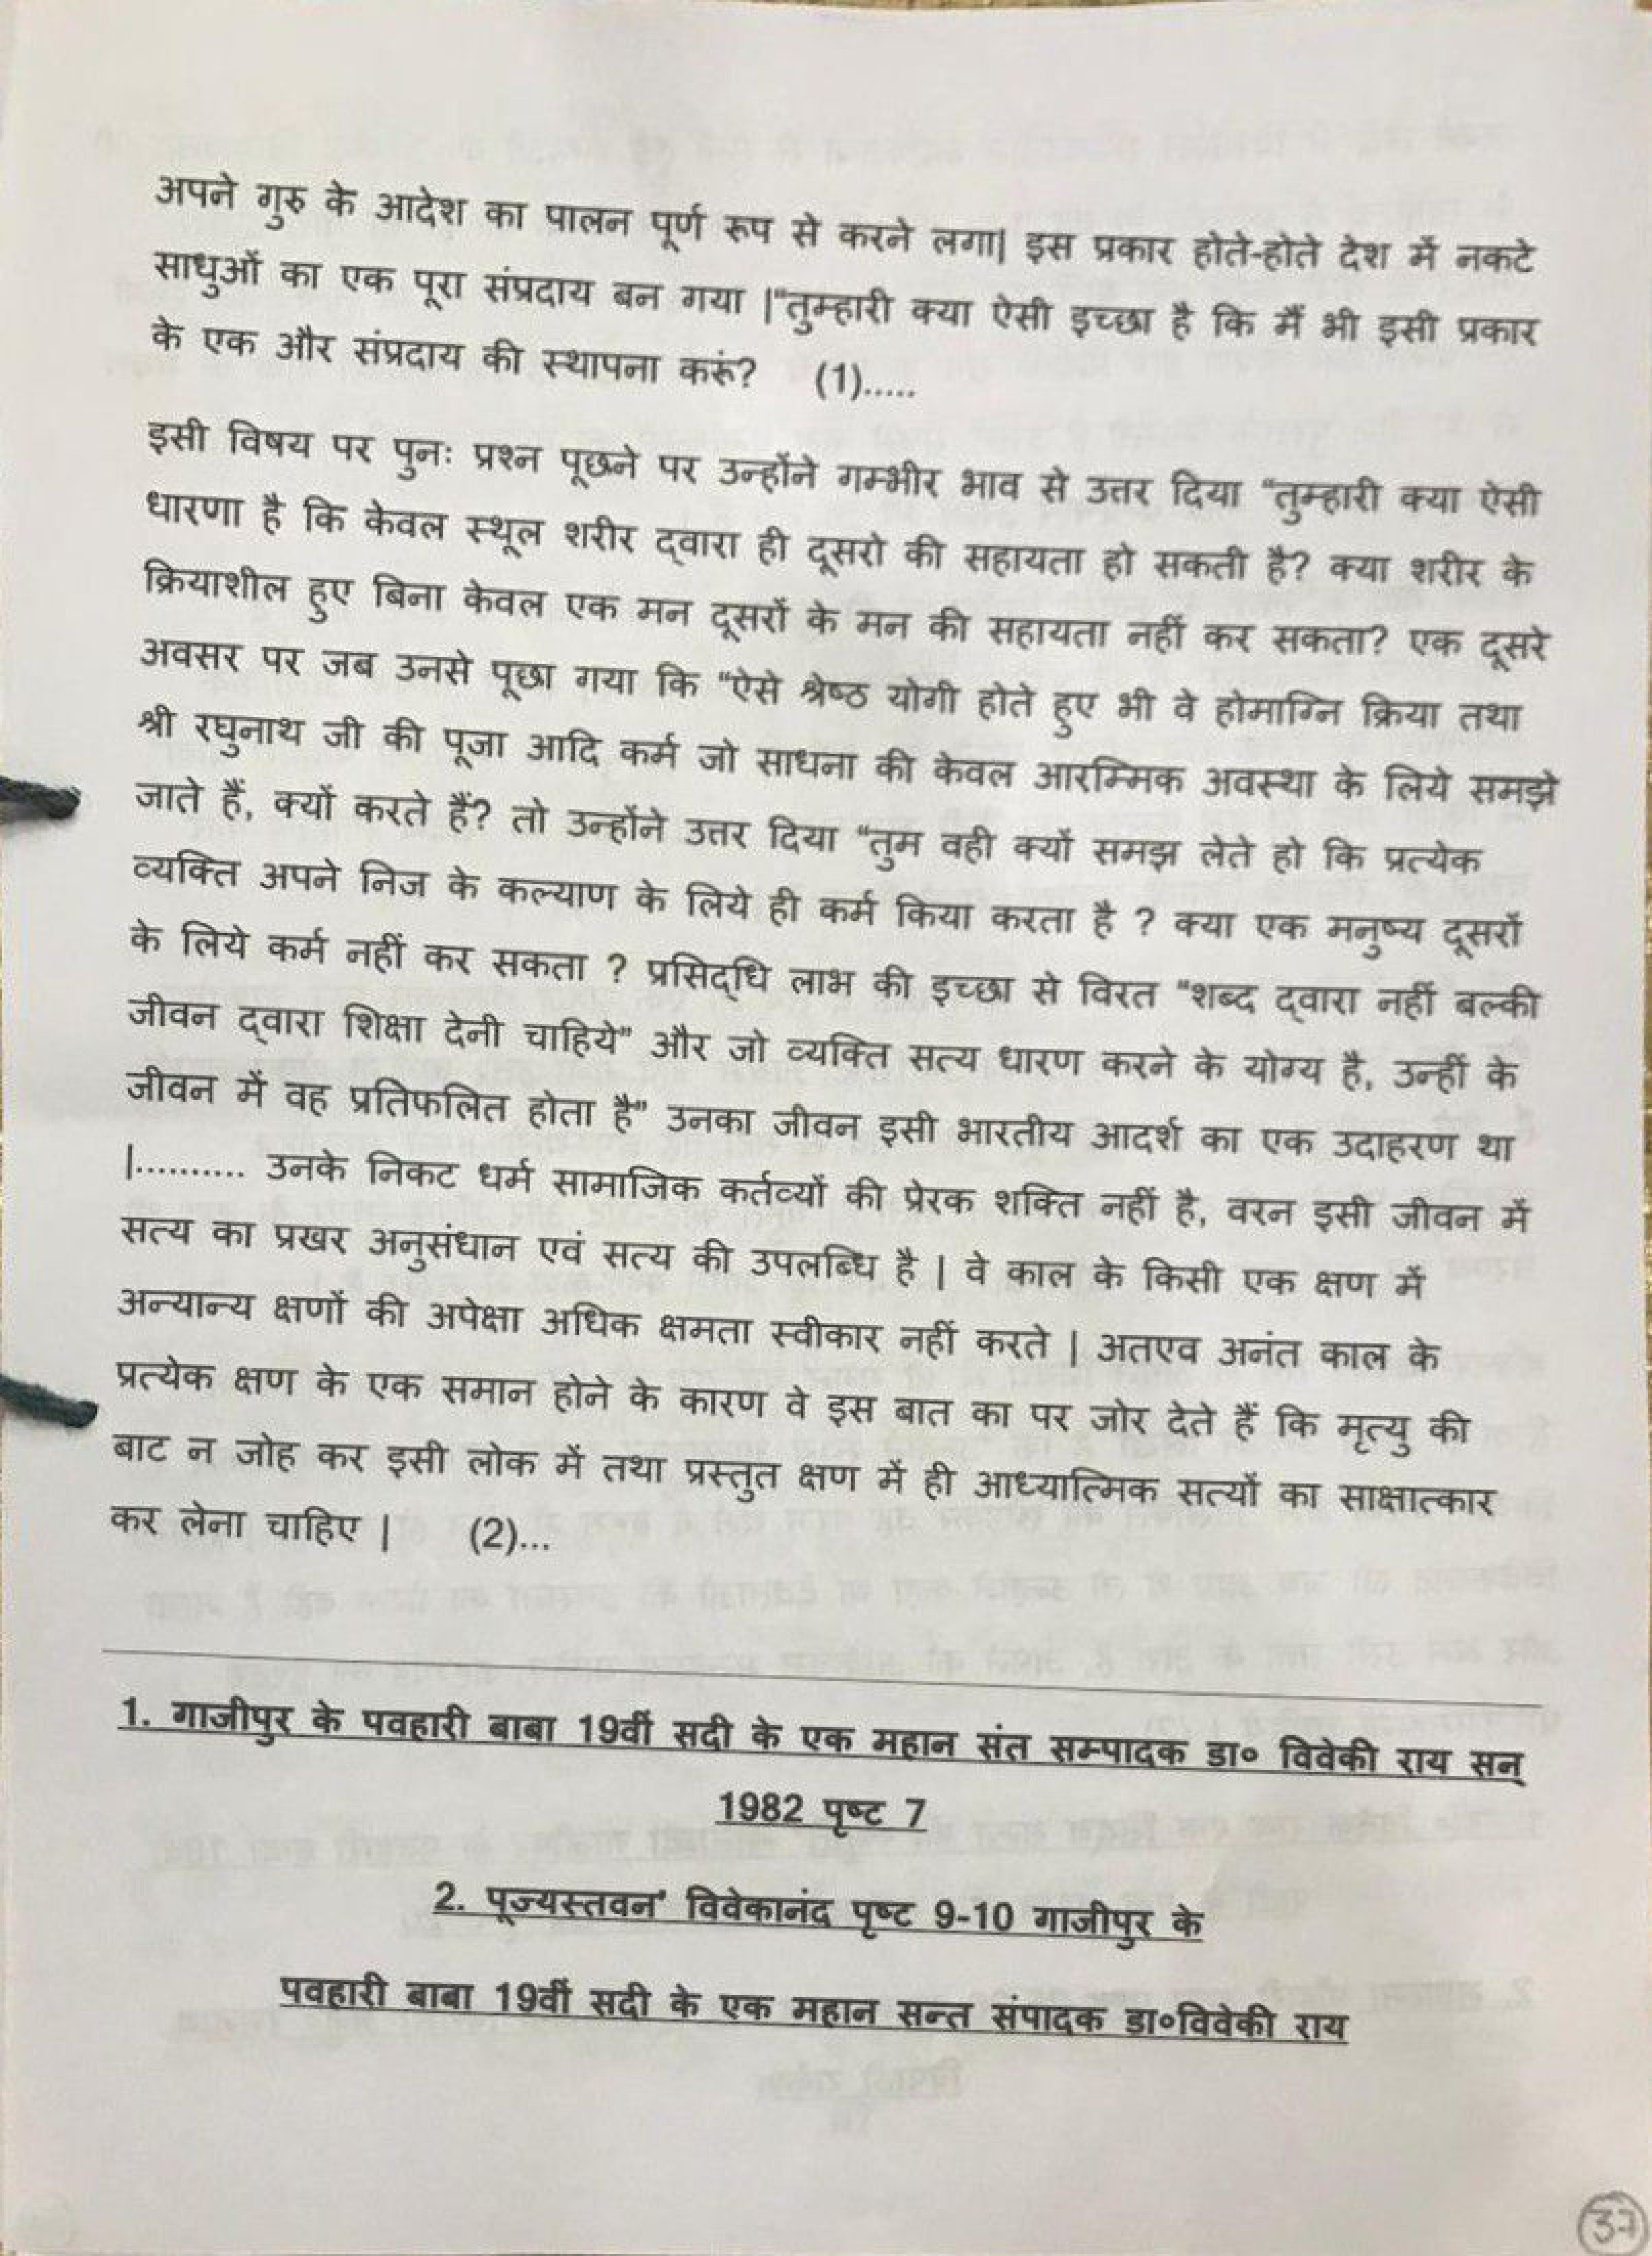 अपने गुरु के आदेश का पालन पूर्ण रूप से करने लगा| इस प्रकार होते-होते देश में नकटे
साधुओं का एक पूरा संप्रदाय बन गया |"तुम्हारी क्या ऐसी इच्छा है कि मैं भी इसी प्रकार
के एक और संप्रदाय की स्थापना करूं? (1).....
इसी विषय पर पुनः प्रश्न पूछने पर उन्होंने गम्भीर भाव से उत्तर दिया "तुम्हारी क्या ऐसी
धारणा है कि केवल स्थूल शरीर द्वारा ही दूसरो की सहायता हो सकती है? क्या शरीर के
क्रियाशील हुए बिना केवल एक मन दूसरों के मन की सहायता नहीं कर सकता? एक दूसरे
अवसर पर जब उनसे पूछा गया कि "ऐसे श्रेष्ठ योगी होते हुए भी वे होमाग्नि क्रिया तथा
श्री रघुनाथ जी की पूजा आदि कर्म जो साधना की केवल आरम्मिक अवस्था के लिये समझे
जाते हैं, क्यों करते हैं? तो उन्होंने उत्तर दिया "तुम वही क्यों समझ लेते हो कि प्रत्येक
व्यक्ति अपने निज के कल्याण के लिये ही कर्म किया करता है ? क्या एक मनुष्य दूसरों
के लिये कर्म नहीं कर सकता ? प्रसिद्धि लाभ की इच्छा से विरत "शब्द द्वारा नहीं बल्की
जीवन द्वारा शिक्षा देनी चाहिये" और जो व्यक्ति सत्य धारण करने के योग्य है, उन्हीं के
जीवन में वह प्रतिफलित होता है" उनका जीवन इसी भारतीय आदर्श का एक उदाहरण था
|.......... उनके निकट धर्म सामाजिक कर्तव्यों की प्रेरक शक्ति नहीं है, वरन इसी जीवन में
सत्य का प्रखर अनुसंधान एवं सत्य की उपलब्धि है | वे काल के किसी एक क्षण में
अन्यान्य क्षणों की अपेक्षा अधिक क्षमता स्वीकार नहीं करते | अतएव अनंत काल के
प्रत्येक क्षण के एक समान होने के कारण वे इस बात का पर जोर देते हैं कि मृत्यु की
बाट न जोह कर इसी लोक में तथा प्रस्तुत क्षण में ही आध्यात्मिक सत्यों का साक्षात्कार
कर लेना चाहिए | (2)...
1. गाजीपुर के पवहारी बाबा 19वीं सदी के एक महान संत सम्पादक डा० विवेकी राय सन्
1982 पृष्ट 7
2. पूज्यस्तवन' विवेकानंद पृष्ट 9-10 गाजीपुर के
पवहारी बाबा 19वीं सदी के एक महान सन्त संपादक डा०विवेकी राय
37